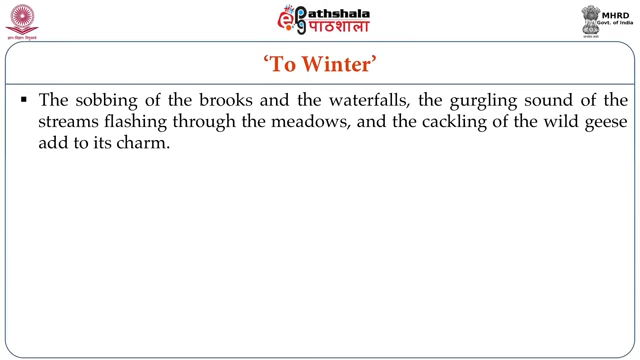 ePathshala
पाठशाला
MHRD
Govt. of India
‘To Winter’
▪ The sobbing of the brooks and the waterfalls, the gurgling sound of the
streams flashing through the meadows, and the cackling of the wild geese
add to its charm.